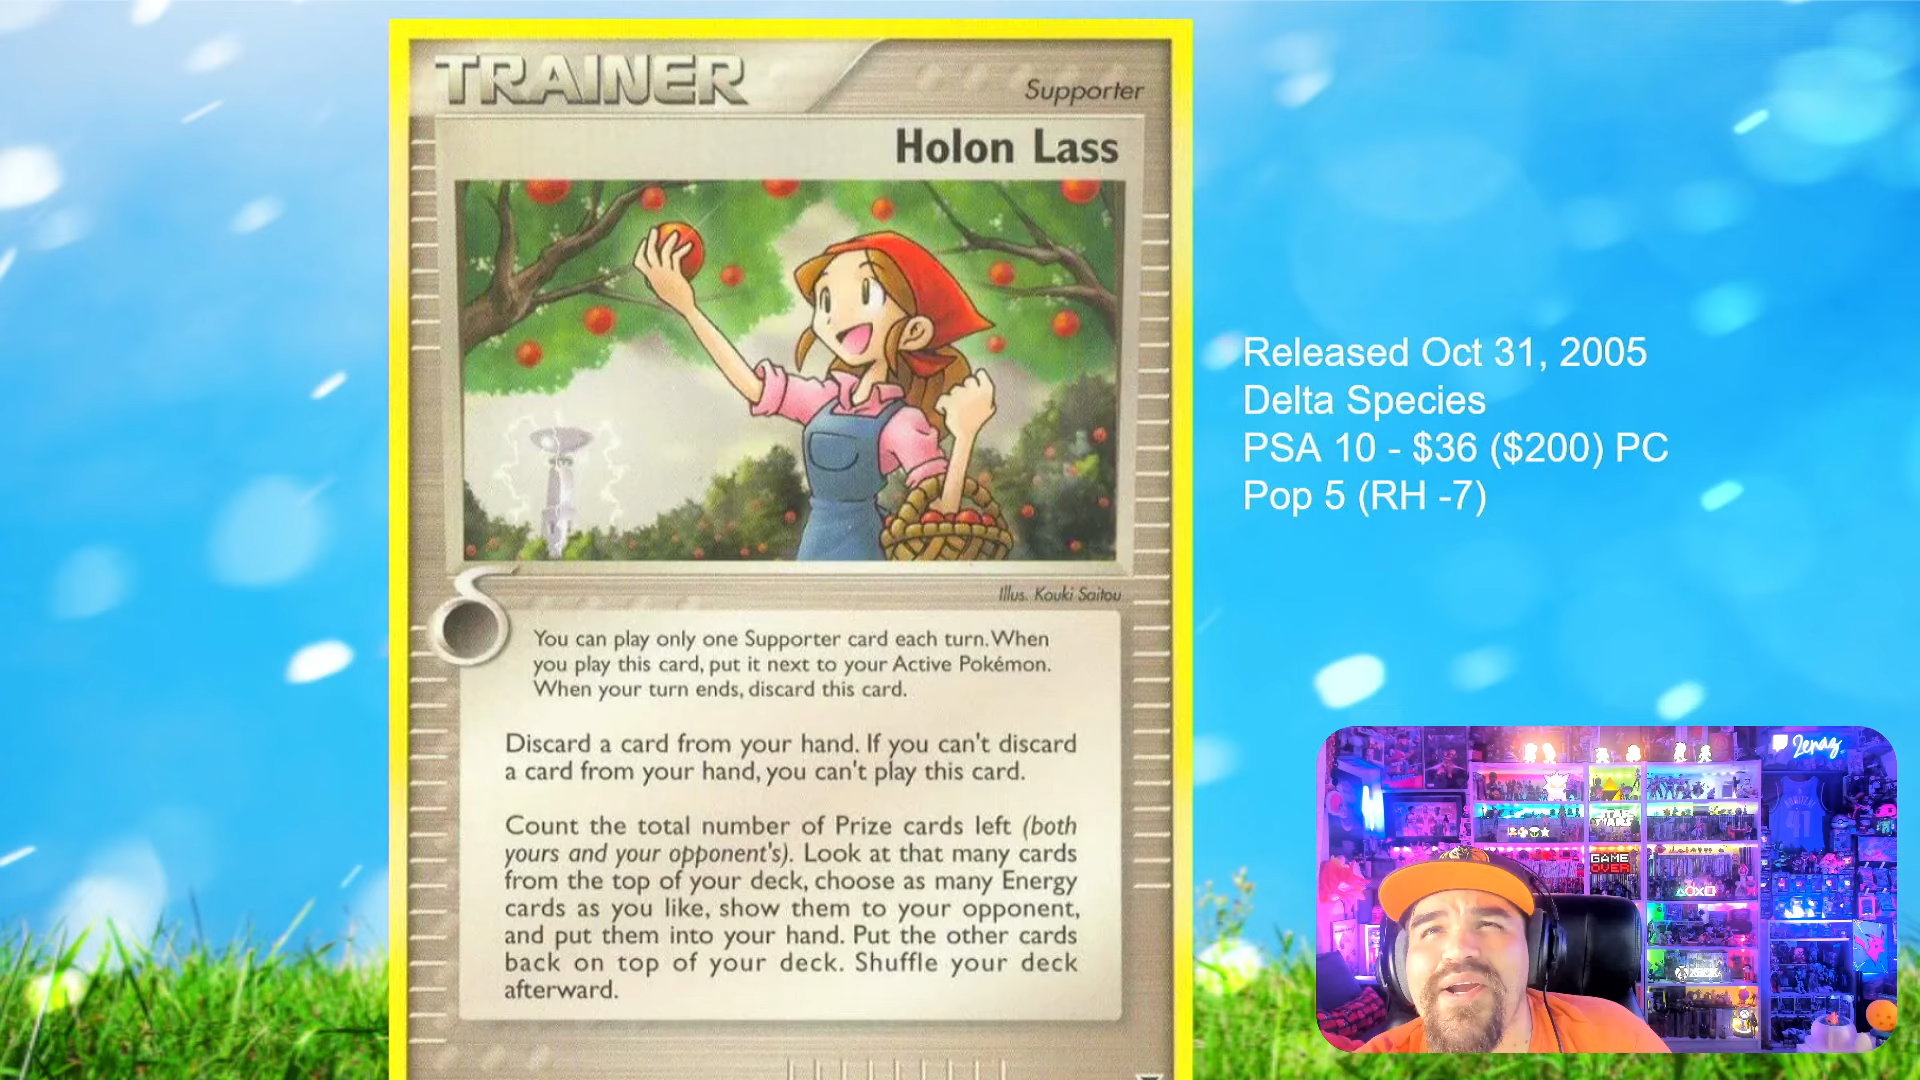 TRAINER
Supporter
Holon Lass
Illus. Kouki Saitou
You can play only one Supporter card each turn. When
you play this card, put it next to your Active Pokémon.
When your turn ends, discard this card.
Discard a card from your hand. If you can't discard
a card from your hand, you can't play this card.
Count the total number of Prize cards left (both
yours and your opponent's). Look at that many cards
from the top of your deck, choose as many Energy
cards as you like, show them to your opponent,
and put them into your hand. Put the other cards
back on top of your deck. Shuffle your deck
afterward.
Released Oct 31, 2005
Delta Species
PSA 10 - $36 ($200) PC
Pop 5 (RH -7)
STAR
WARS
GAME
OVER
41